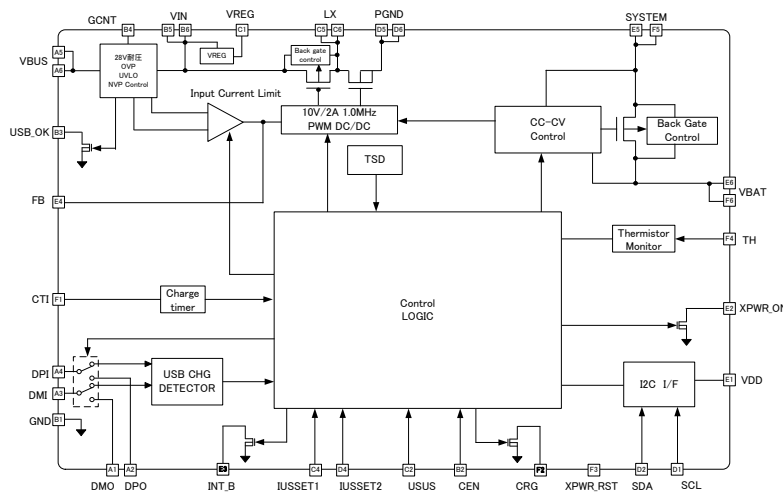 GCNT
VIN
VREG
LX
PGND
SYSTEM
B4
B5
B6
C1
C5
C6
D5
D6
E5
F5
VBUS
A5
A6
28V耐圧
OVP
UVLO
NVP Control
VREG
Back gate
control
Input Current Limit
10V/2A 1.0MHz
PWM DC/DC
CC-CV
Control
Back Gate
Control
USB_OK
B3
TSD
FB
E4
E6
VBAT
F6
Thermistor
Monitor
F4
TH
CTI
F1
Charge
timer
Control
LOGIC
E2
XPWR_ON
DPI
A4
DMI
A3
USB CHG
DETECTOR
I2C I/F
E1
VDD
GND
B1
A1
A2
E3
C4
D4
C2
B2
F2
F3
D2
D1
DMO
DPO
INT_B
IUSSET1
IUSSET2
USUS
CEN
CRG
XPWR_RST
SDA
SCL